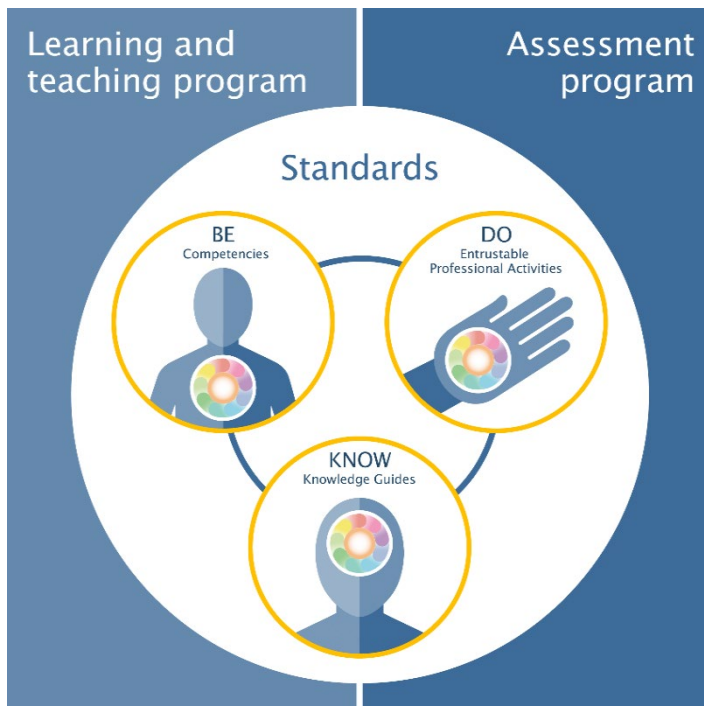 Learning and
teaching program
Assessment
program
Standards
BE
Competencies
DO
Entrustable
Professional Activities
KNOW
Knowledge Guides